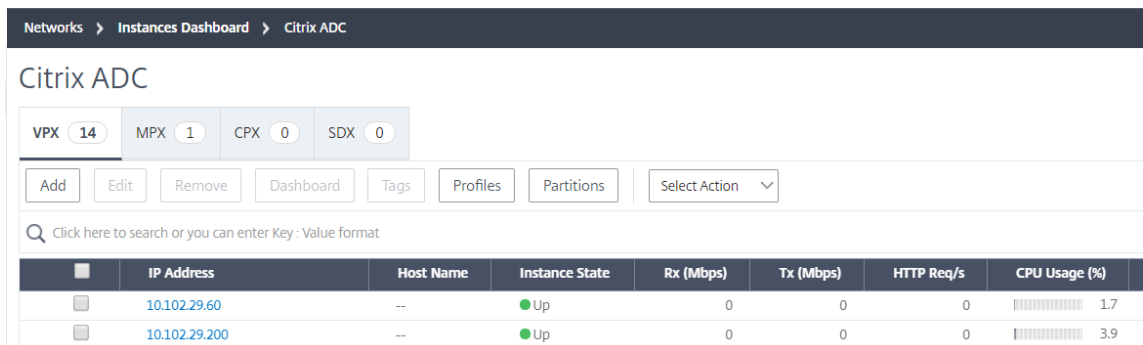 Networks > Instances Dashboard > Citrix ADC
Citrix ADC
VPX 14 MPX 1 CPX 0 SDX 0
Add Edit Remove Dashboard Tags Profiles Partitions Select Action
Click here to search or you can enter Key : Value format
IP Address Host Name Instance State Rx (Mbps) Tx (Mbps) HTTP Req/s CPU Usage (%)
10.102.29.60 -- Up 0 0 0 1.7
10.102.29.200 -- Up 0 0 0 3.9